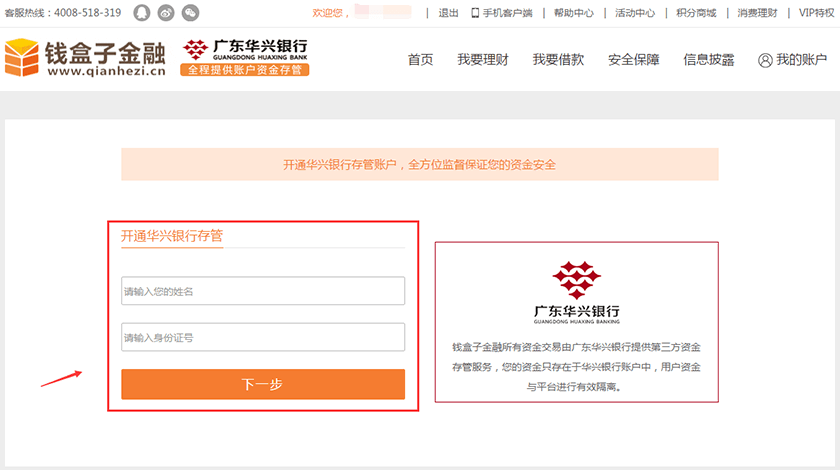 客服热线：4008-518-319 欢迎您， | 退出 | 手机客户端 | 帮助中心 | 活动中心 | 积分商城 | 消费理财 | VIP特权
钱盒子金融
www.qianhezi.cn
广东华兴银行
GUANGDONG HUAXING BANK
全程提供账户资金存管
首页 我要理财 我要借款 安全保障 信息披露 我的账户
开通华兴银行存管账户，全方位监督保证您的资金安全
开通华兴银行存管
请输入您的姓名
请输入身份证号
下一步
广东华兴银行
GUANGDONG HUAXING BANKING
钱盒子金融所有资金交易由广东华兴银行提供第三方资金
存管服务，您的资金只存在于华兴银行账户中，用户资金
与平台进行有效隔离。